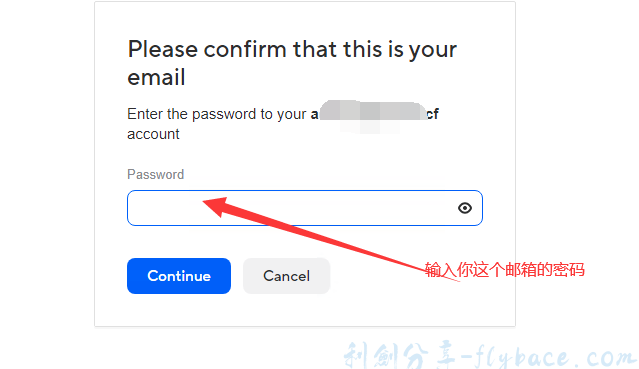 Please confirm that this is your
email
Enter the password to your a cf
account
Password
输入你这个邮箱的密码
Continue Cancel
利剑分享-flybace.com